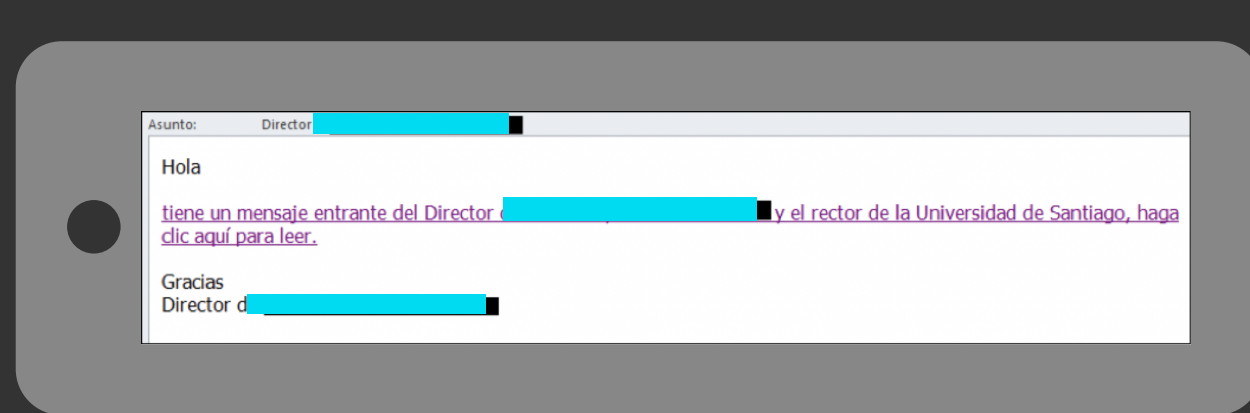 Asunto: Director
Hola
tiene un mensaje entrante del Director y el rector de la Universidad de Santiago, haga
clic aquí para leer.
Gracias
Director d